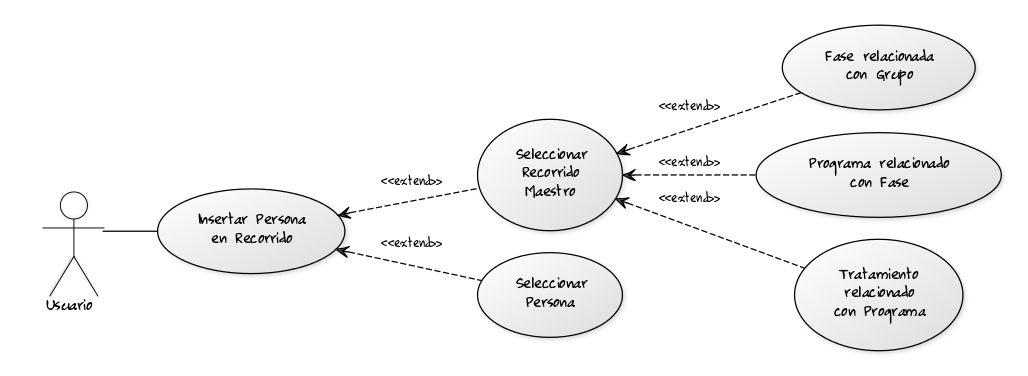 Fase relacionada
con Grupo
<<extend>>
Seleccionar
Recorrido
Maestro
<<extend>>
Programa relacionado
con Fase
<<extend>>
<<extend>>
Insertar Persona
en Recorrido
<<extend>>
Seleccionar
Persona
Tratamiento
relacionado
con Programa
Usuario